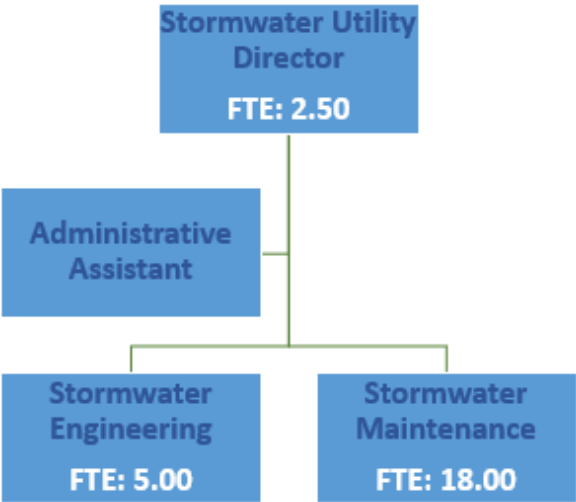 Stormwater Utility
Director
FTE: 2.50
Administrative
Assistant
Stormwater
Engineering
FTE: 5.00
Stormwater
Maintenance
FTE: 18.00